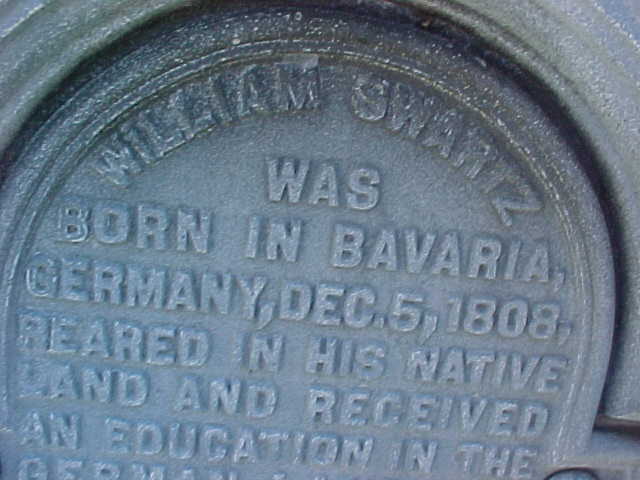 WILLIAM SWARTZ
WAS
BORN IN BAVARIA,
GERMANY, DEC. 5, 1808,
REARED IN HIS NATIVE
LAND AND RECEIVED
AN EDUCATION IN THE
GERMAN